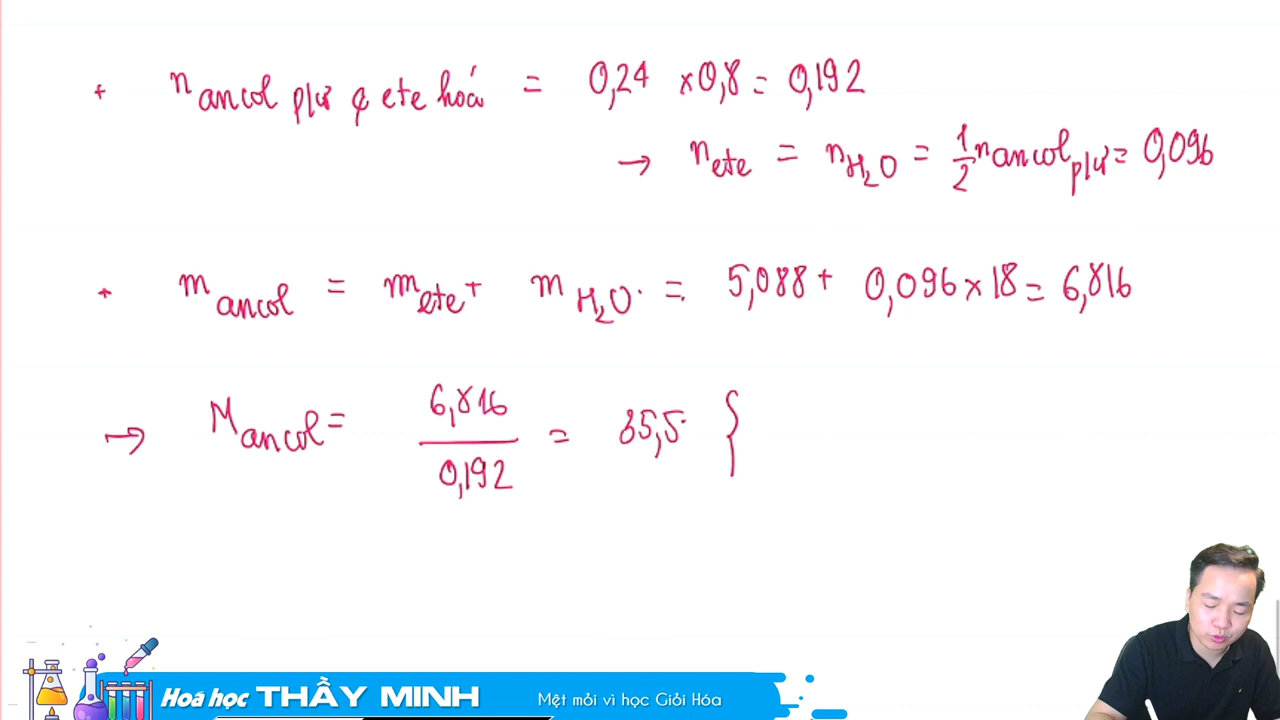 + n ancol p/ư ete hoá = 0,24 x 0,8 = 0,192
→ n ete = n H2O = 1/2 n ancol p/ư = 0,096
+ m ancol = m ete + m H2O = 5,088 + 0,096 x 18 = 6,816
→ M ancol = 6,816 / 0,192 = 35,5 {
Hoá học THẦY MINH Mệt mỏi vì học Giỏi Hóa